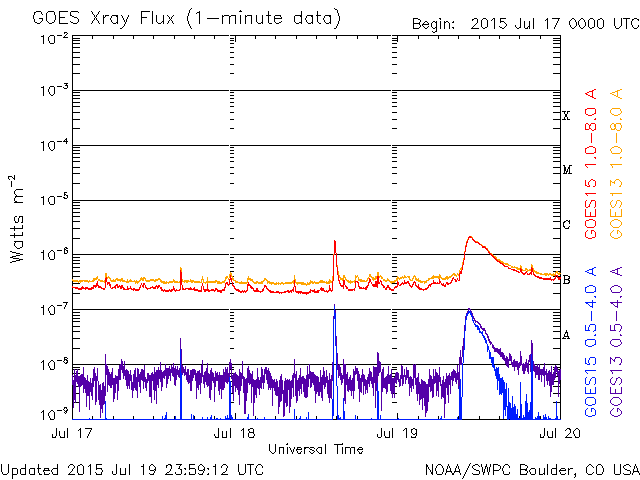 GOES Xray Flux (1-minute data)
Begin: 2015 Jul 17 0000 UTC
10-2
10-3
10-4
10-5
10-6
10-7
10-8
10-9
Watts m-2
X
M
C
B
A
GOES15 1.0-8.0 A
GOES13 1.0-8.0 A
GOES15 0.5-4.0 A
GOES13 0.5-4.0 A
Jul 17
Jul 18
Jul 19
Jul 20
Universal Time
Updated 2015 Jul 19 23:59:12 UTC
NOAA/SWPC Boulder, CO USA